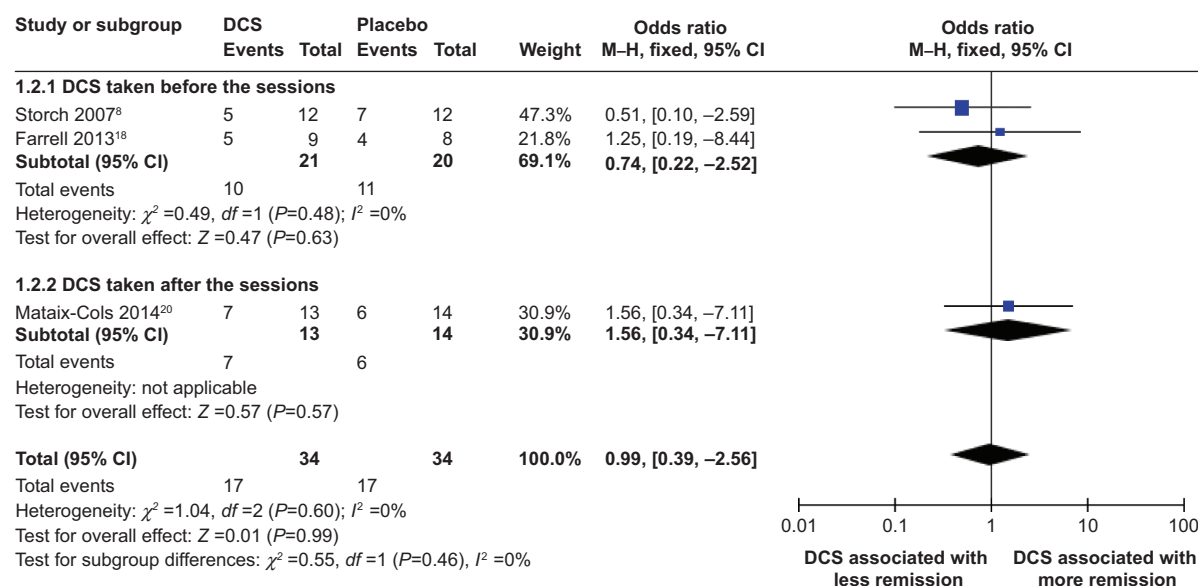 Study or subgroup DCS Placebo Odds ratio Odds ratio
Events Total Events Total Weight M–H, fixed, 95% CI M–H, fixed, 95% CI
1.2.1 DCS taken before the sessions
Storch 2007⁸ 5 12 7 12 47.3% 0.51, [0.10, –2.59]
Farrell 2013¹⁸ 5 9 4 8 21.8% 1.25, [0.19, –8.44]
Subtotal (95% CI) 21 20 69.1% 0.74, [0.22, –2.52]
Total events 10 11
Heterogeneity: χ² =0.49, df =1 (P=0.48); I² =0%
Test for overall effect: Z =0.47 (P=0.63)
1.2.2 DCS taken after the sessions
Mataix-Cols 2014²⁰ 7 13 6 14 30.9% 1.56, [0.34, –7.11]
Subtotal (95% CI) 13 14 30.9% 1.56, [0.34, –7.11]
Total events 7 6
Heterogeneity: not applicable
Test for overall effect: Z =0.57 (P=0.57)
Total (95% CI) 34 34 100.0% 0.99, [0.39, –2.56]
Total events 17 17
Heterogeneity: χ² =1.04, df =2 (P=0.60); I² =0%
Test for overall effect: Z =0.01 (P=0.99)
Test for subgroup differences: χ² =0.55, df =1 (P=0.46), I² =0%
0.01 0.1 1 10 100
DCS associated with less remission
DCS associated with more remission